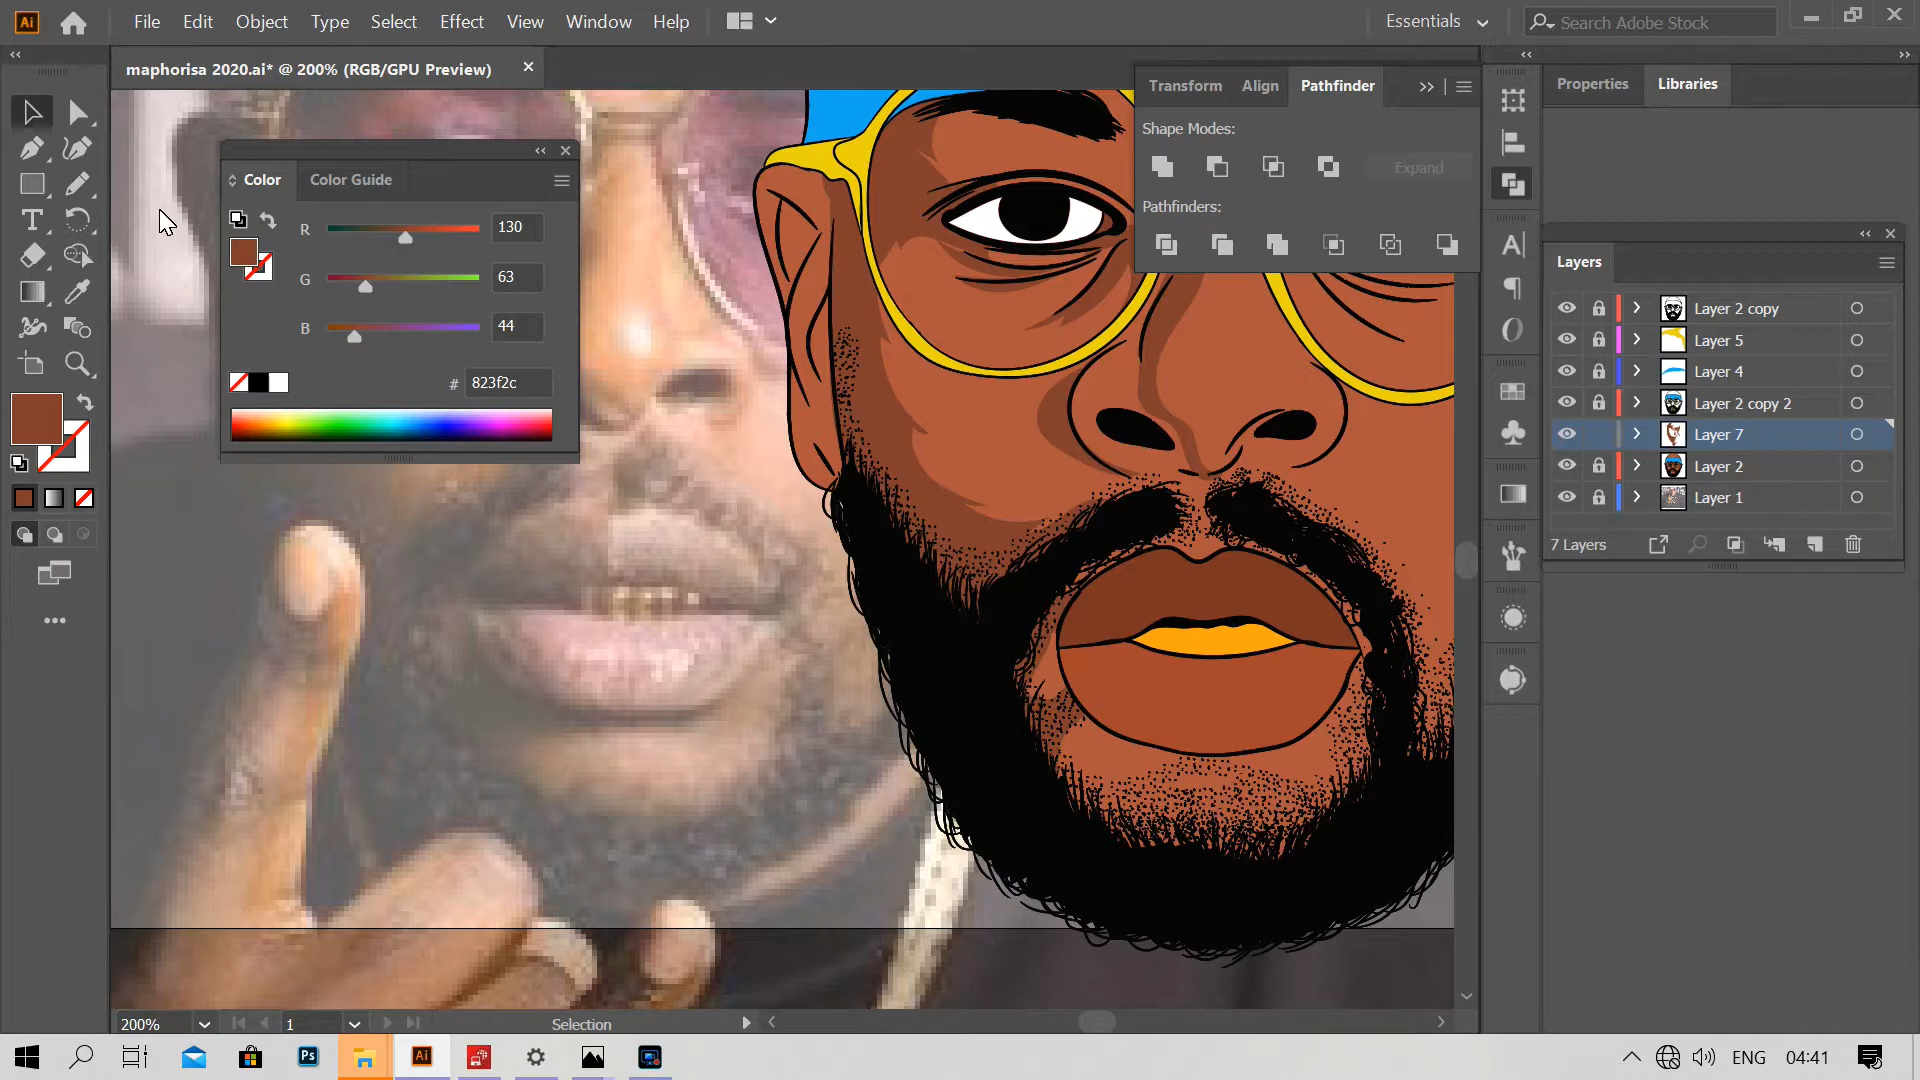 Ai File Edit Object Type Select Effect View Window Help Essentials Search Adobe Stock
maphorisa 2020.ai* @ 200% (RGB/GPU Preview)
Transform Align Pathfinder
Shape Modes:
Expand
Pathfinders:
Properties Libraries
Color Color Guide
R 130
G 63
B 44
# 823f2c
Layers
Layer 2 copy
Layer 5
Layer 4
Layer 2 copy 2
Layer 7
Layer 2
Layer 1
7 Layers
200% 1 Selection
Ps Ai ENG 04:41